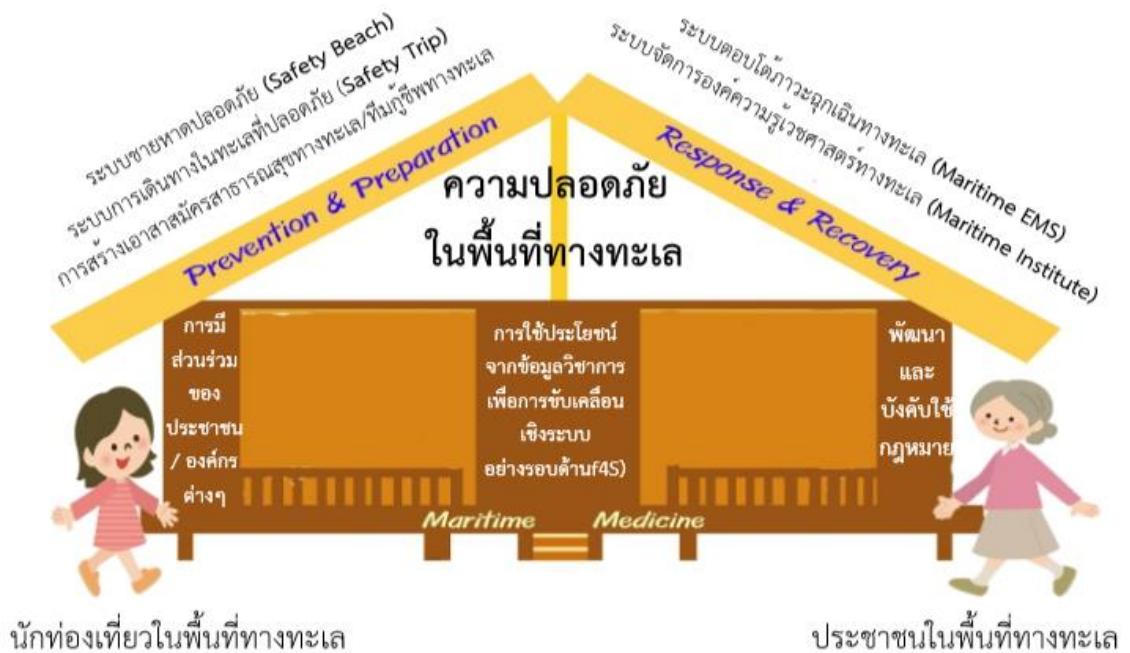 ระบบชายหาดปลอดภัย (Safety Beach)
ระบบการเดินทางในทะเลที่ปลอดภัย (Safety Trip)
การสร้างเอาสาสมัครสาธารณสุขทางทะเล/ทีมกู้ชีพทางทะเล
Prevention & Preparation
ระบบตอบโต้ภาวะฉุกเฉินทางทะเล (Maritime EMS)
ระบบจัดการองค์ความรู้เวชศาสตร์ทางทะเล (Maritime Institute)
Response & Recovery
ความปลอดภัย
ในพื้นที่ทางทะเล
การมี
ส่วนร่วม
ของ
ประชาชน
/ องค์กร
ต่างๆ
การใช้ประโยชน์
จากข้อมูลวิชาการ
เพื่อการขับเคลื่อน
เชิงระบบ
อย่างรอบด้านf4S)
พัฒนา
และ
บังคับใช้
กฎหมาย
Maritime Medicine
นักท่องเที่ยวในพื้นที่ทางทะเล
ประชาชนในพื้นที่ทางทะเล